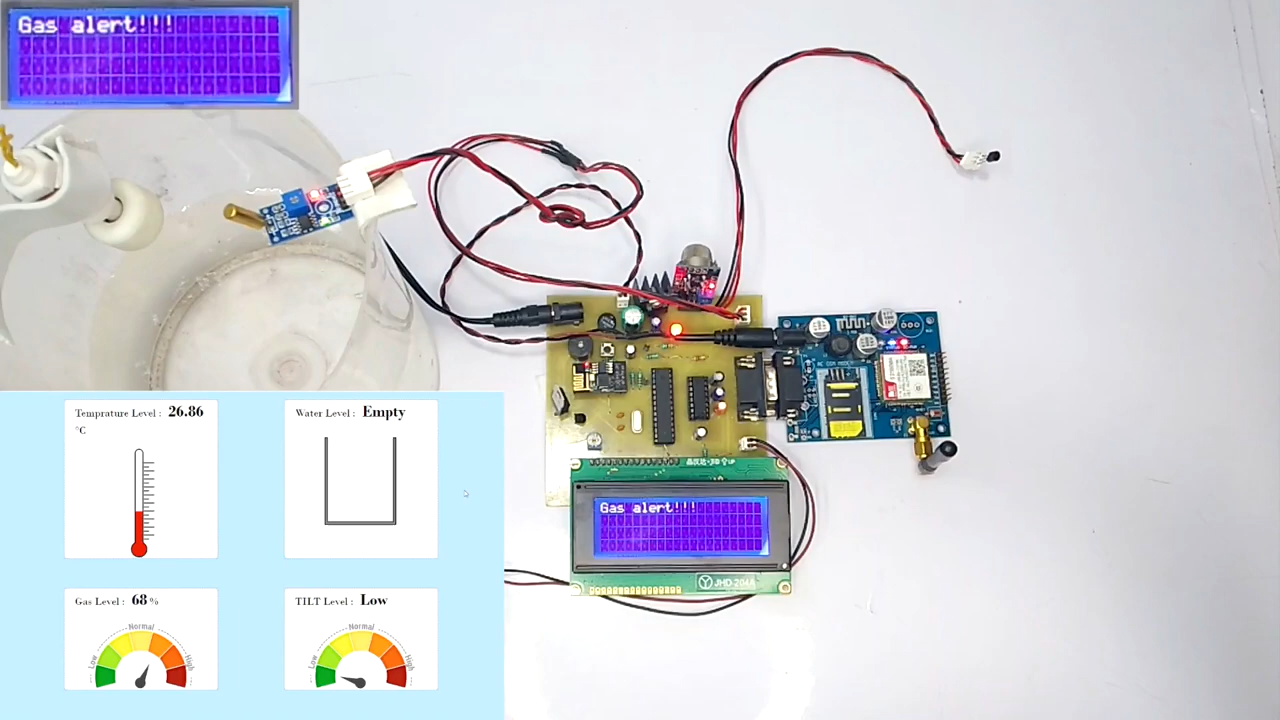 Gas alert!!!
Temprature Level : 26.86
°C
Water Level : Empty
Gas Level : 68 %
Low
Normal
High
TILT Level : Low
Low
Normal
High
Gas alert!!!
JHD 204A